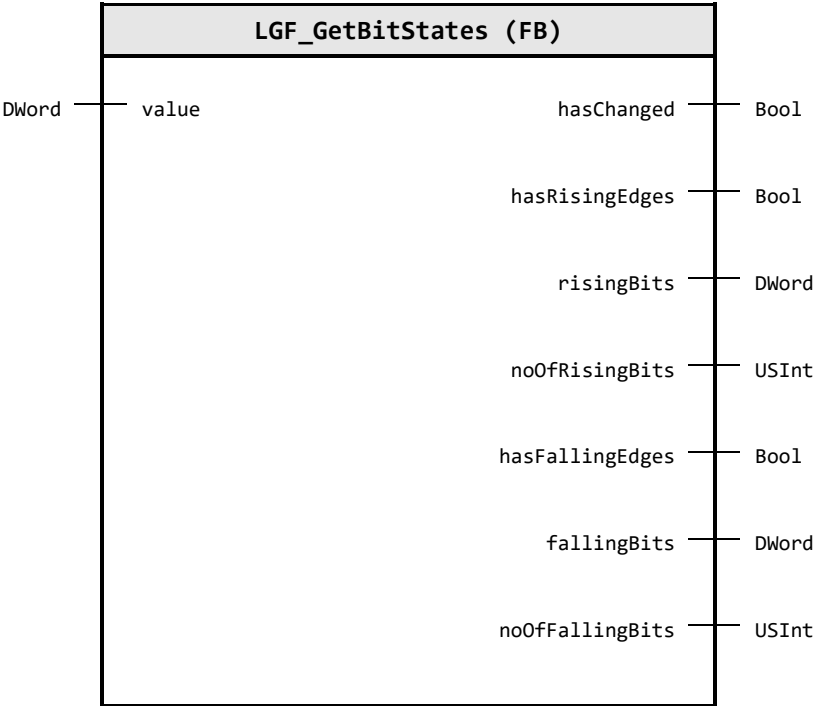 LGF_GetBitStates (FB)
DWord value hasChanged Bool
hasRisingEdges Bool
risingBits DWord
noOfRisingBits USInt
hasFallingEdges Bool
fallingBits DWord
noOfFallingBits USInt